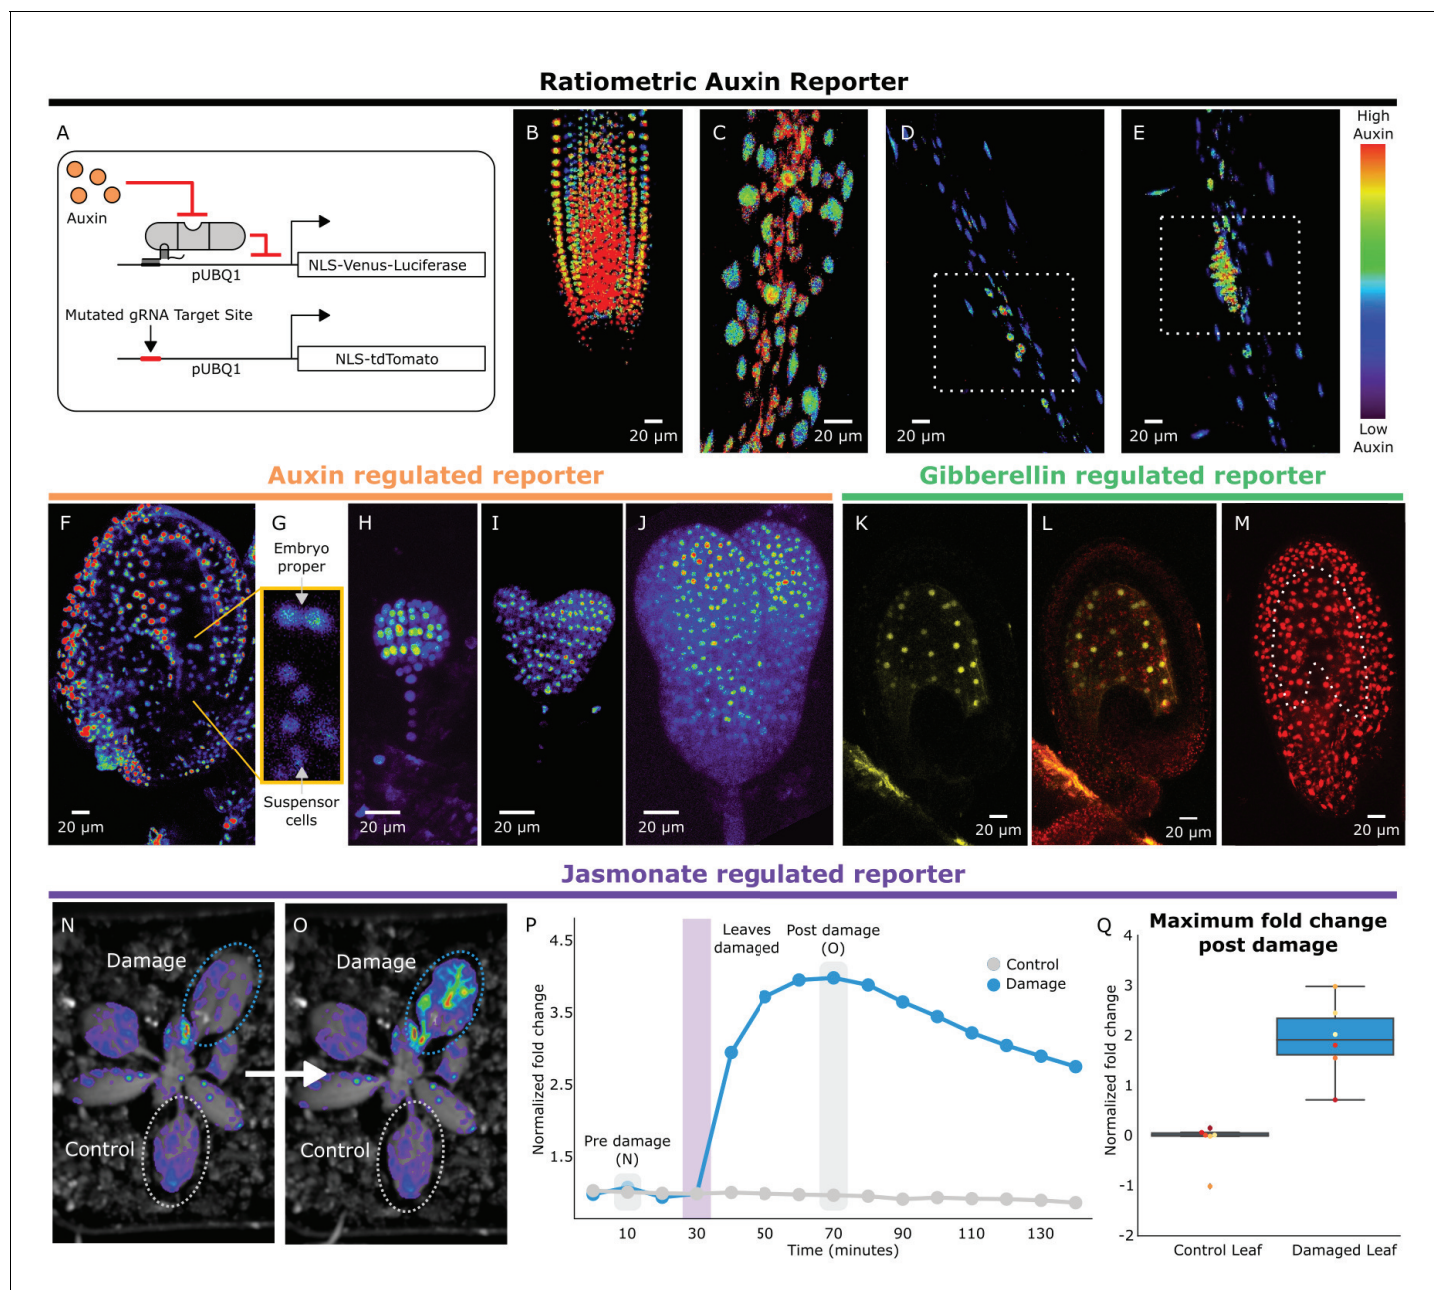 Ratiometric Auxin Reporter
A
Auxin
pUBQ1
NLS-Venus-Luciferase
Mutated gRNA Target Site
pUBQ1
NLS-tdTomato
B
20 µm
C
20 µm
D
20 µm
E
20 µm
High
Auxin
Low
Auxin
Auxin regulated reporter
F
20 µm
G
Embryo
proper
Suspensor
cells
H
20 µm
I
20 µm
J
20 µm
Gibberellin regulated reporter
K
20 µm
L
20 µm
M
20 µm
Jasmonate regulated reporter
N
Damage
Control
O
Damage
Control
P
Normalized fold change
4.5
3.5
2.5
1.5
Pre damage
(N)
Leaves
damaged
Post damage
(O)
Control
Damage
10 30 50 70 90 110 130
Time (minutes)
Q
Maximum fold change
post damage
Normalized fold change
4
3
2
1
0
-1
-2
Control Leaf
Damaged Leaf